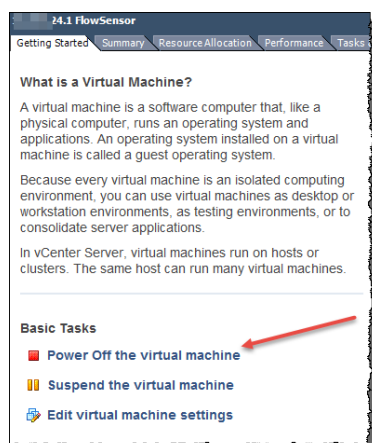 24.1 FlowSensor
Getting Started Summary Resource Allocation Performance Tasks
What is a Virtual Machine?
A virtual machine is a software computer that, like a
physical computer, runs an operating system and
applications. An operating system installed on a virtual
machine is called a guest operating system.
Because every virtual machine is an isolated computing
environment, you can use virtual machines as desktop or
workstation environments, as testing environments, or to
consolidate server applications.
In vCenter Server, virtual machines run on hosts or
clusters. The same host can run many virtual machines.
Basic Tasks
Power Off the virtual machine
Suspend the virtual machine
Edit virtual machine settings